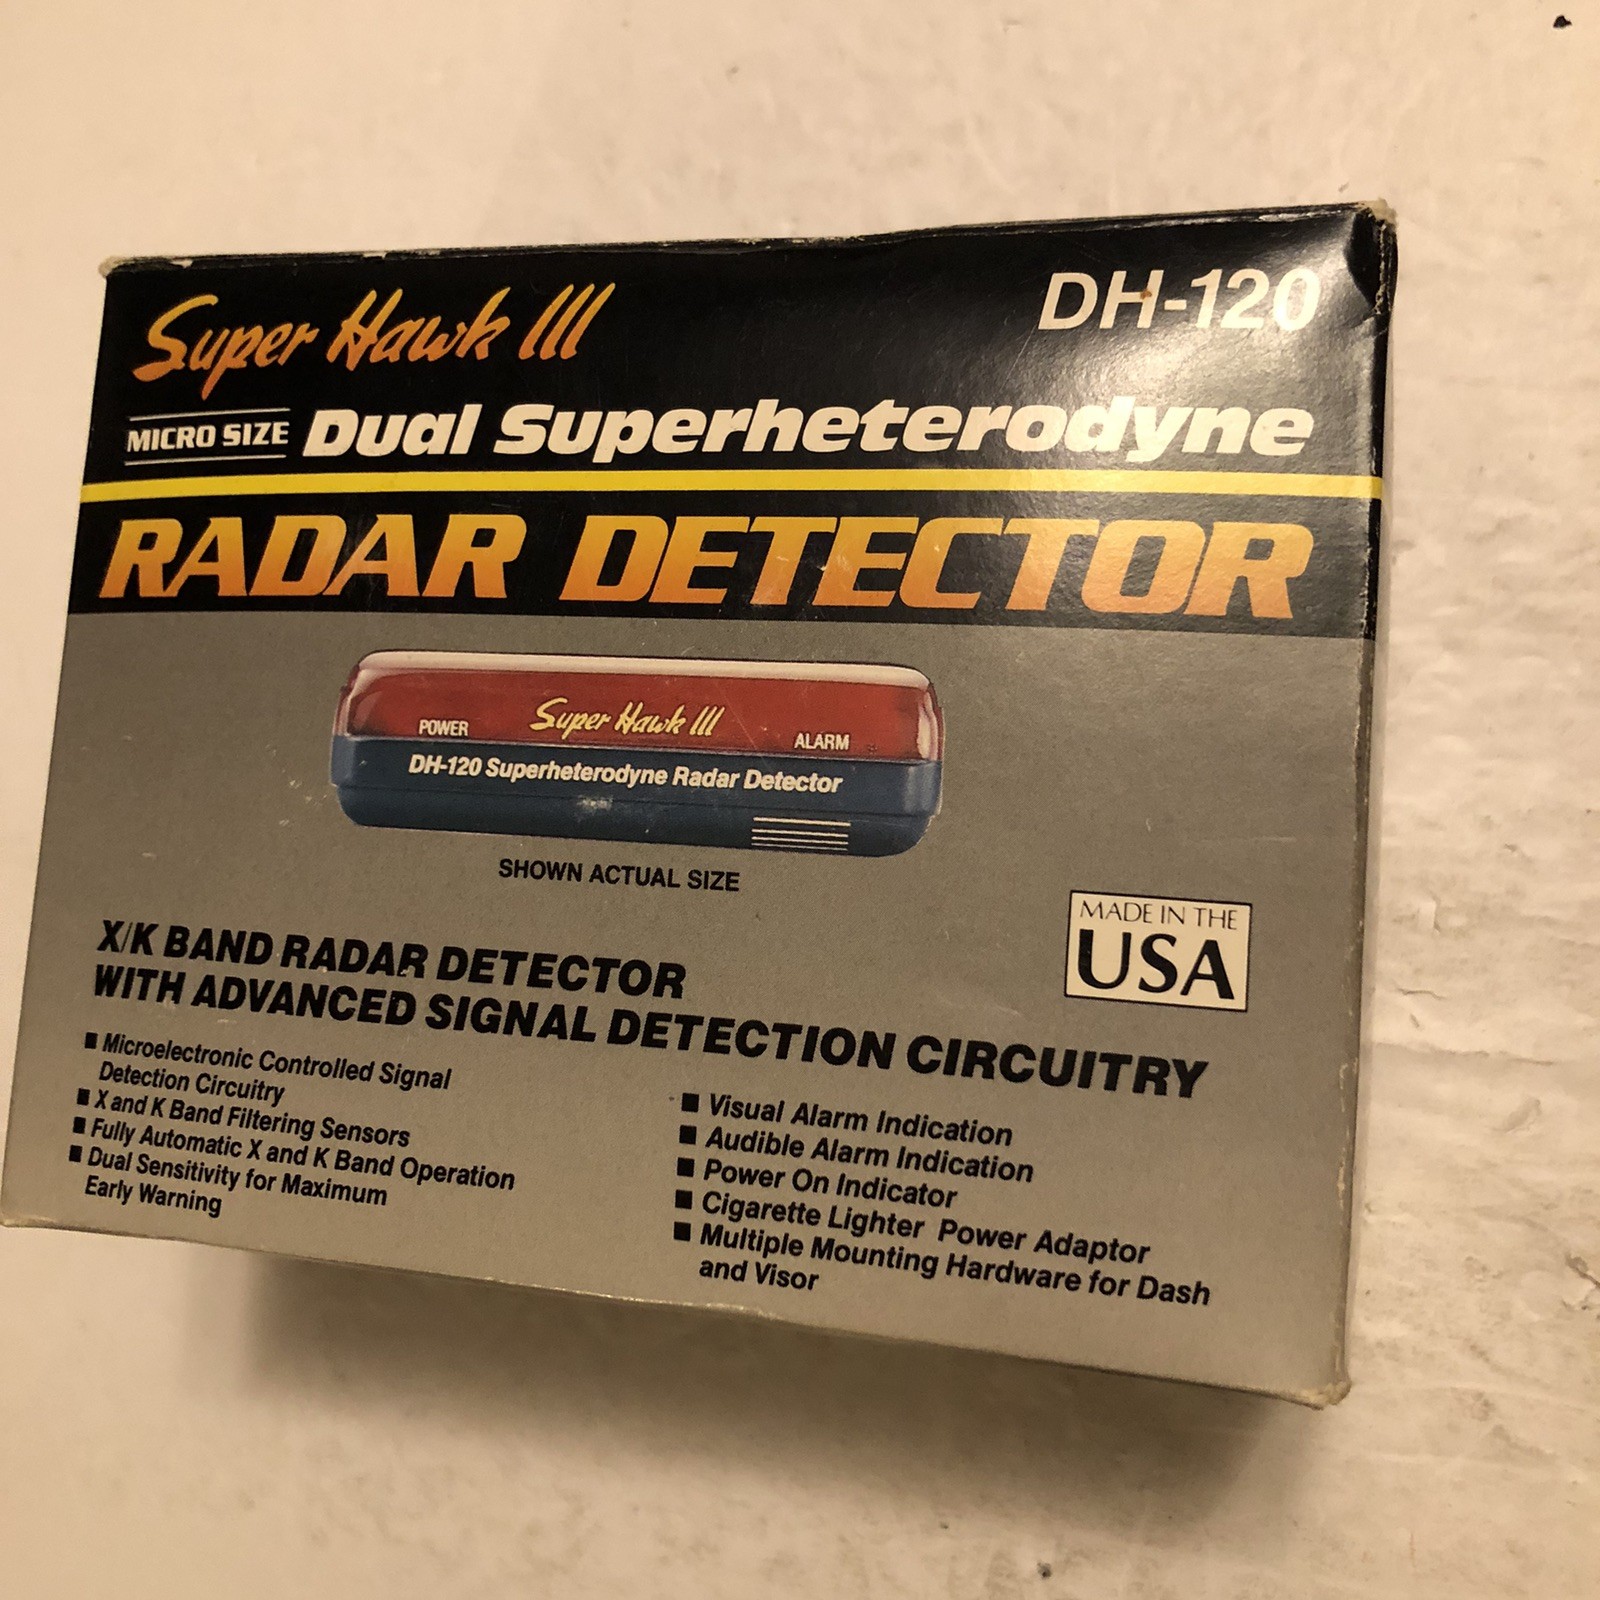 Super Hawk III
DH-120
MICRO SIZE Dual Superheterodyne
RADAR DETECTOR
POWER
Super Hawk III
ALARM
DH-120 Superheterodyne Radar Detector
SHOWN ACTUAL SIZE
MADE IN THE
USA
X/K BAND RADAR DETECTOR
WITH ADVANCED SIGNAL DETECTION CIRCUITRY
■ Microelectronic Controlled Signal
Detection Circuitry
■ X and K Band Filtering Sensors
■ Fully Automatic X and K Band Operation
■ Dual Sensitivity for Maximum
Early Warning
■ Visual Alarm Indication
■ Audible Alarm Indication
■ Power On Indicator
■ Cigarette Lighter Power Adaptor
■ Multiple Mounting Hardware for Dash
and Visor